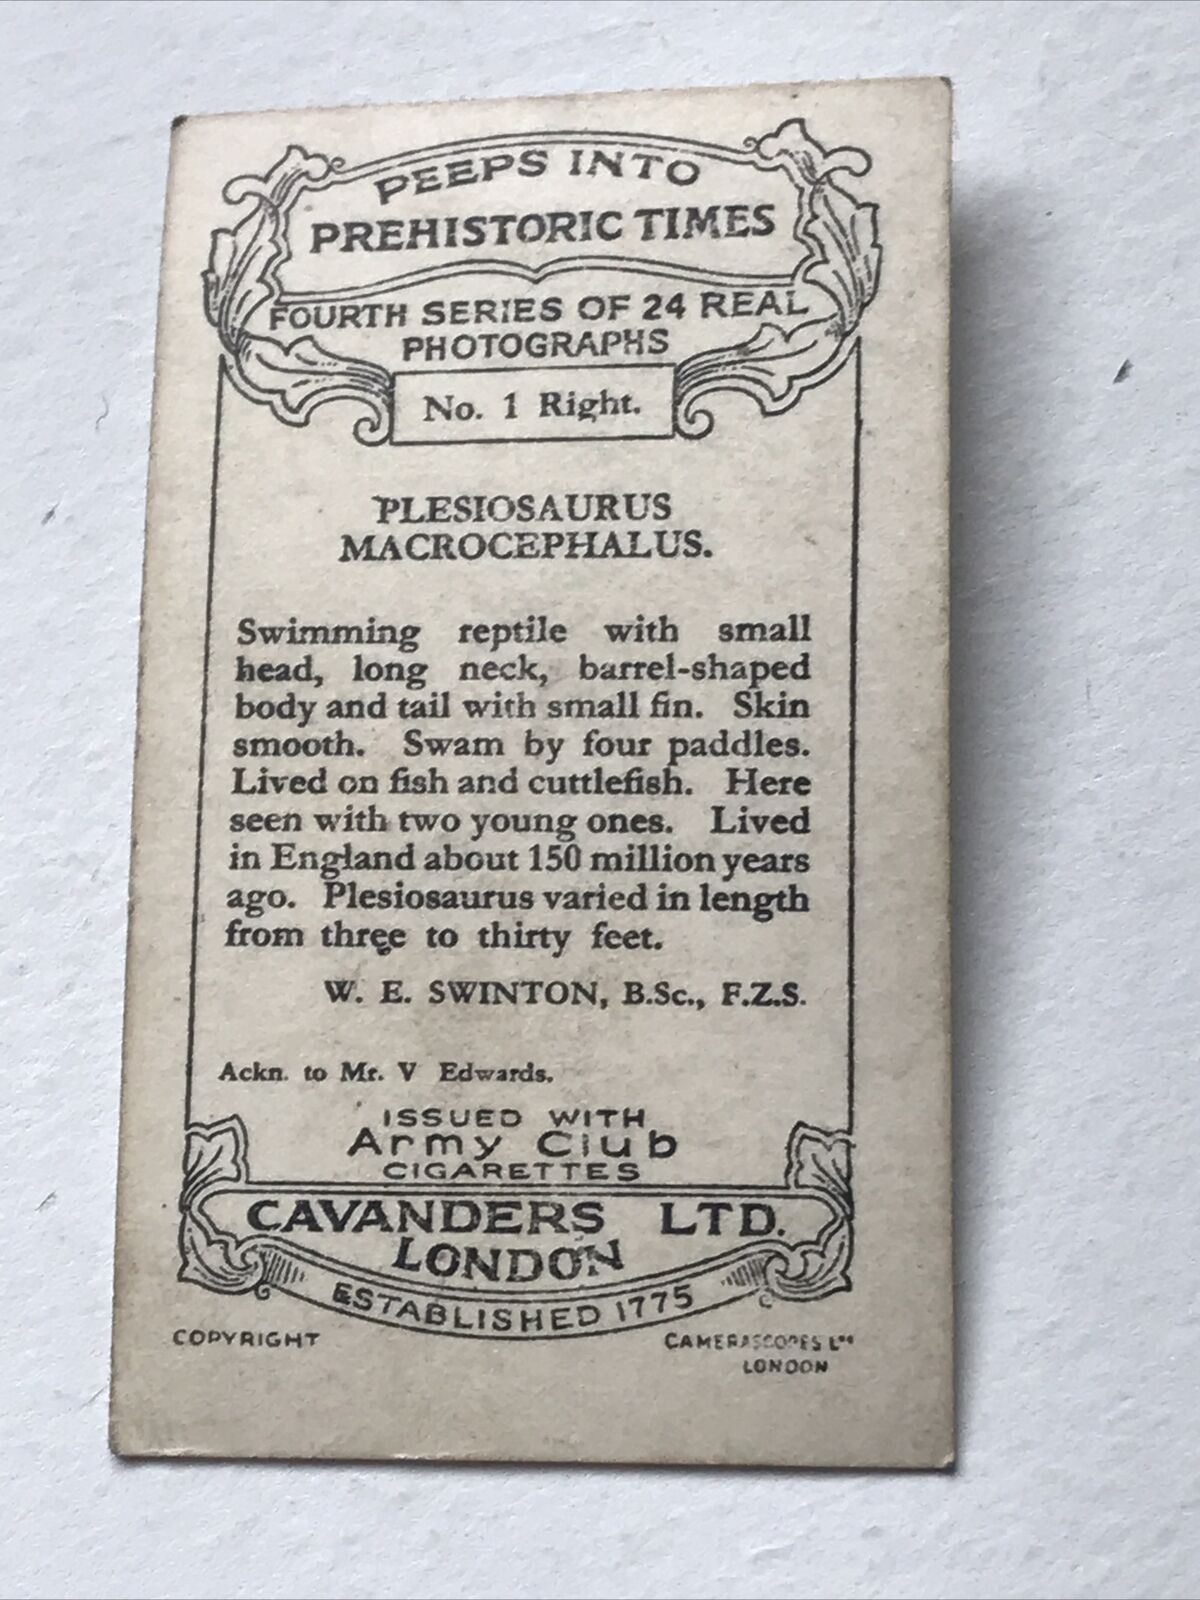 PEEPS INTO
PREHISTORIC TIMES
FOURTH SERIES OF 24 REAL
PHOTOGRAPHS
No. 1 Right.
PLESIOSAURUS
MACROCEPHALUS.
Swimming reptile with small
head, long neck, barrel-shaped
body and tail with small fin. Skin
smooth. Swam by four paddles.
Lived on fish and cuttlefish. Here
seen with two young ones. Lived
in England about 150 million years
ago. Plesiosaurus varied in length
from three to thirty feet.
W. E. SWINTON, B.Sc., F.Z.S.
Ackn. to Mr. V Edwards.
ISSUED WITH
Army Club
CIGARETTES
CAVANDERS LTD.
LONDON
ESTABLISHED 1775
COPYRIGHT
CAMERASCOPES LTD
LONDON